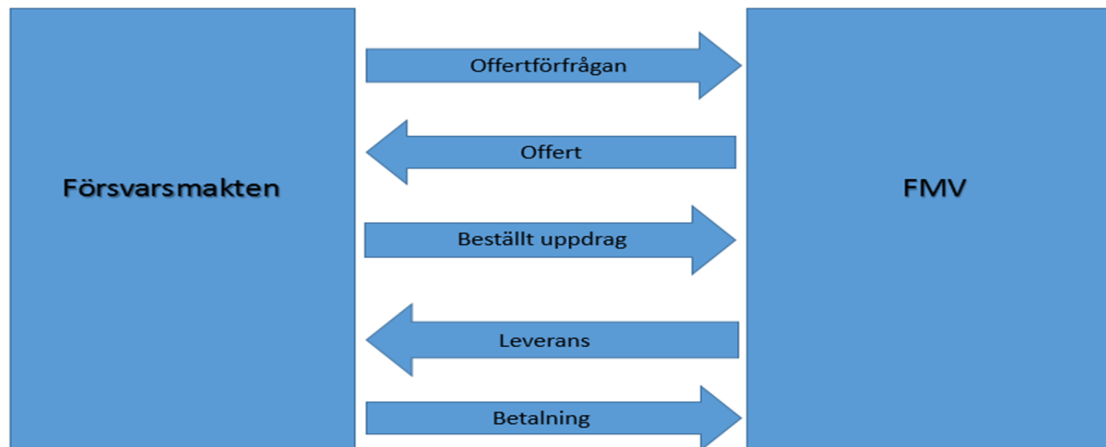 Offertförfrågan
Offert
Försvarsmakten
FMV
Beställt uppdrag
Leverans
Betalning